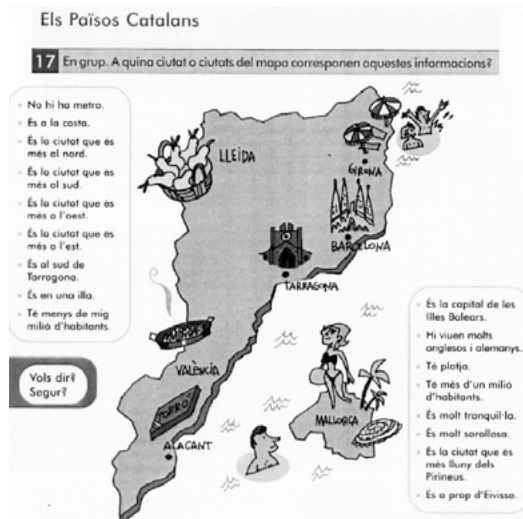 Els Països Catalans
17 En grup. A quina ciutat o ciutats del mapa corresponen aquestes informacions?
No hi ha metro.
És a la costa.
És la ciutat que és
més al nord.
És la ciutat que és
més al sud.
És la ciutat que és
més a l'oest.
És la ciutat que és
més a l'est.
És al sud de
Tarragona.
És en una illa.
Té menys de mig
milió d'habitants.
Vols dir?
Segur?
LLEIDA
GIRONA
BARCELONA
TARRAGONA
VALÈNCIA
TORRÓ
ALACANT
MALLORCA
És la capital de les
Illes Balears.
Hi viuen molts
anglesos i alemanys.
Té platja.
Té més d'un milió
d'habitants.
És molt tranquil·la.
És molt sorollosa.
És la ciutat que és
més lluny dels
Pirineus.
És a prop d'Eivissa.